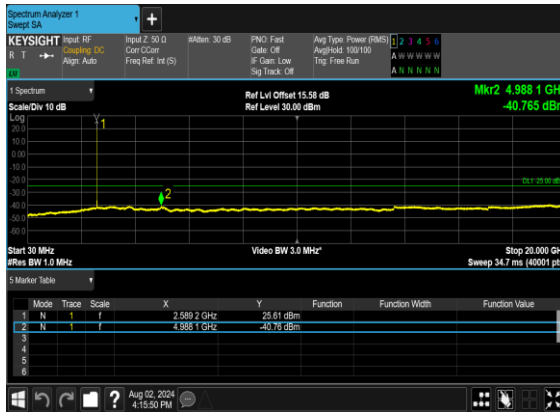 Spectrum Analyzer 1
Swept SA
+
KEYSIGHT Input: RF Input Z: 50 Ω #Atten: 30 dB PNO: Fast Avg Type: Power (RMS) 1 2 3 4 5 6
R T Coupling: DC Corr CCorr Gate: Off Avg|Hold: 100/100 A W W W W W
Align: Auto Freq Ref: Int (S) IF Gain: Low Trig: Free Run
Sig Track: Off A N N N N N
1 Spectrum Ref Lvl Offset 15.58 dB Mkr2 4.988 1 GH
Scale/Div 10 dB Ref Level 30.00 dBm -40.765 dBr
Log
20.0
10.0
0.00
-10.0
-20.0
-30.0
-40.0
-50.0
-60.0
1
2
DL1 -25.00 dB
Start 30 MHz Video BW 3.0 MHz* Stop 20.000 GH
#Res BW 1.0 MHz Sweep 34.7 ms (40001 pt
5 Marker Table
Mode Trace Scale X Y Function Function Width Function Value
1 N 1 f 2.589 2 GHz 25.61 dBm
2 N 1 f 4.988 1 GHz -40.76 dBm
3
4
5
6
?
Aug 02, 2024
4:15:50 PM